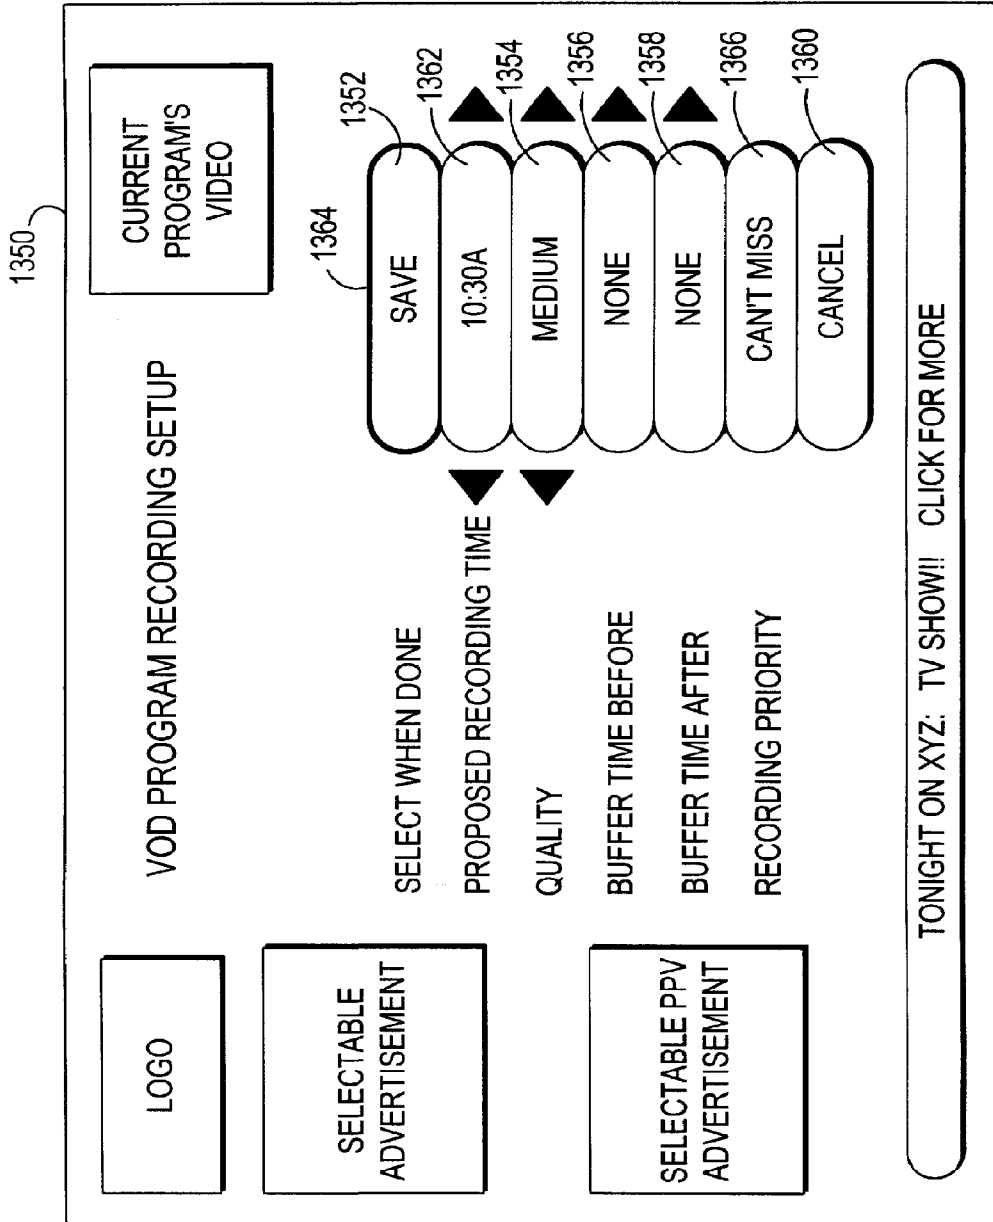 1350
LOGO
VOD PROGRAM RECORDING SETUP
CURRENT
PROGRAM'S
VIDEO
SELECTABLE
ADVERTISEMENT
1364
1352
SELECT WHEN DONE
SAVE
1362
PROPOSED RECORDING TIME
10:30A
1354
QUALITY
MEDIUM
1356
BUFFER TIME BEFORE
NONE
1358
BUFFER TIME AFTER
NONE
1366
RECORDING PRIORITY
CAN'T MISS
1360
CANCEL
SELECTABLE PPV
ADVERTISEMENT
TONIGHT ON XYZ: TV SHOW!! CLICK FOR MORE